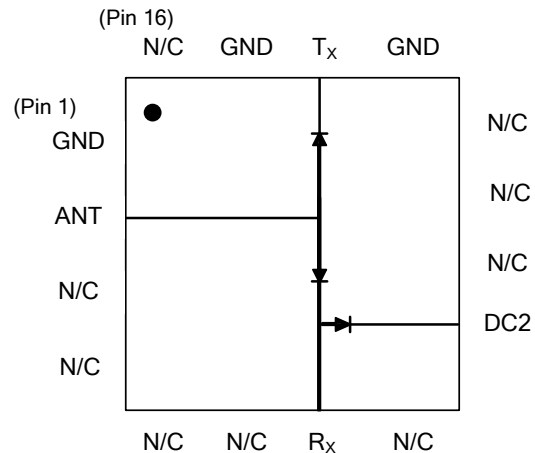 (Pin 16)
N/C GND TX GND
(Pin 1)
GND
N/C
ANT
N/C
N/C
N/C
DC2
N/C
N/C N/C RX N/C